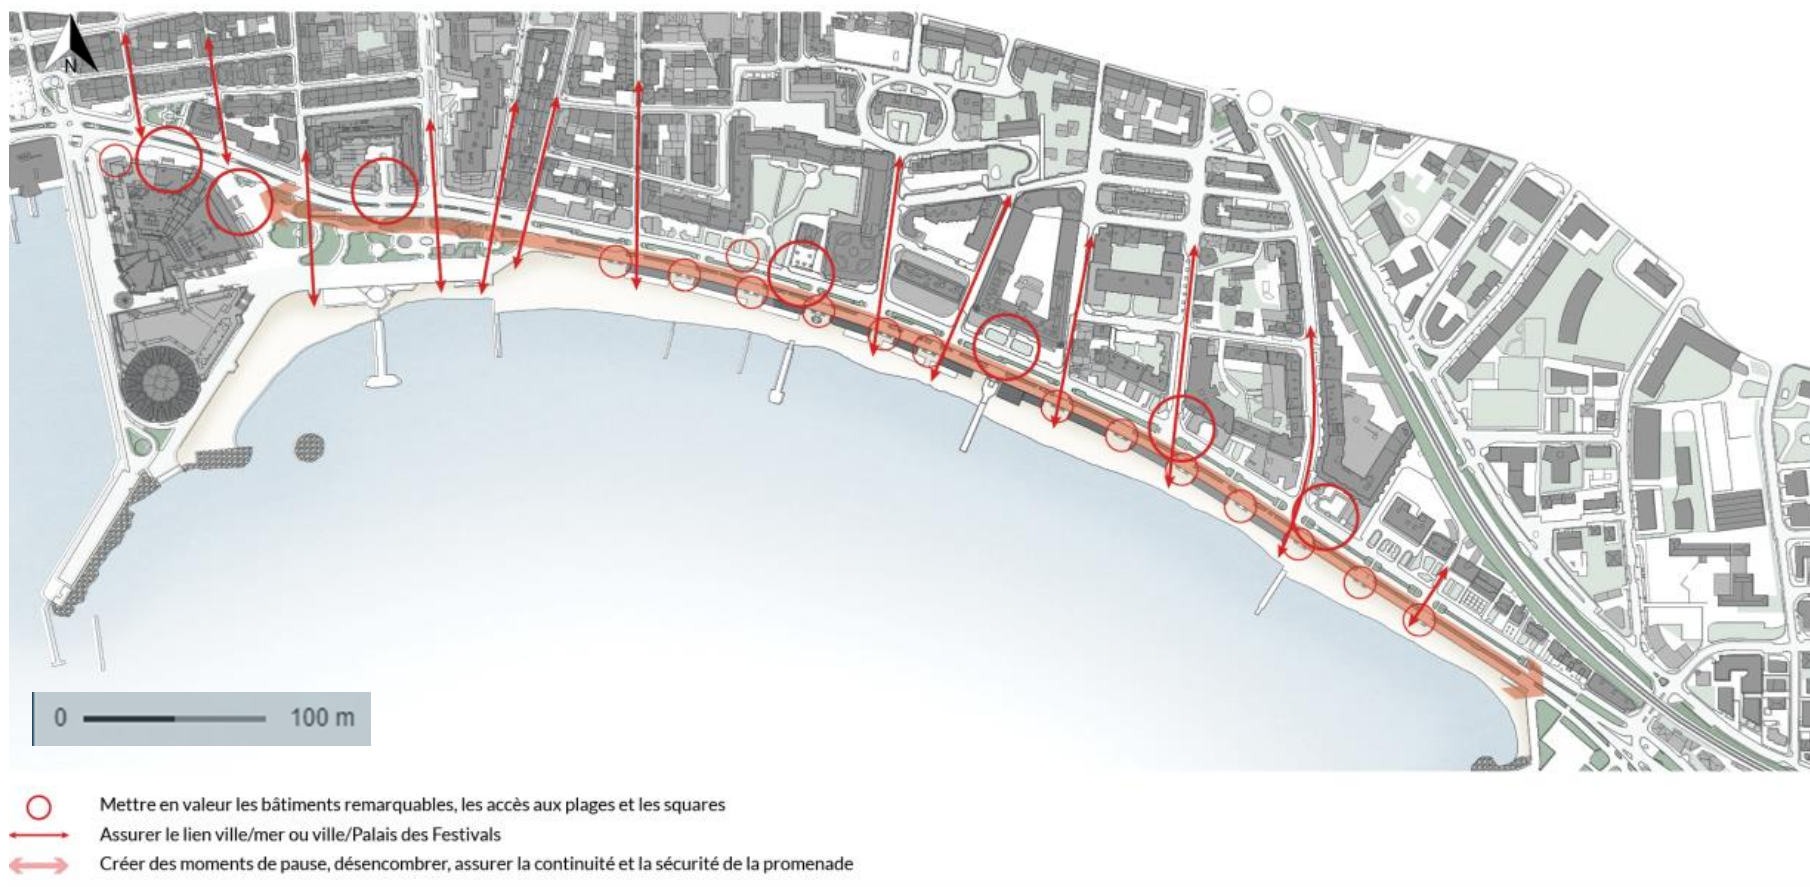 N
0 100 m
Mettre en valeur les bâtiments remarquables, les accès aux plages et les squares
Assurer le lien ville/mer ou ville/Palais des Festivals
Créer des moments de pause, désencombrer, assurer la continuité et la sécurité de la promenade